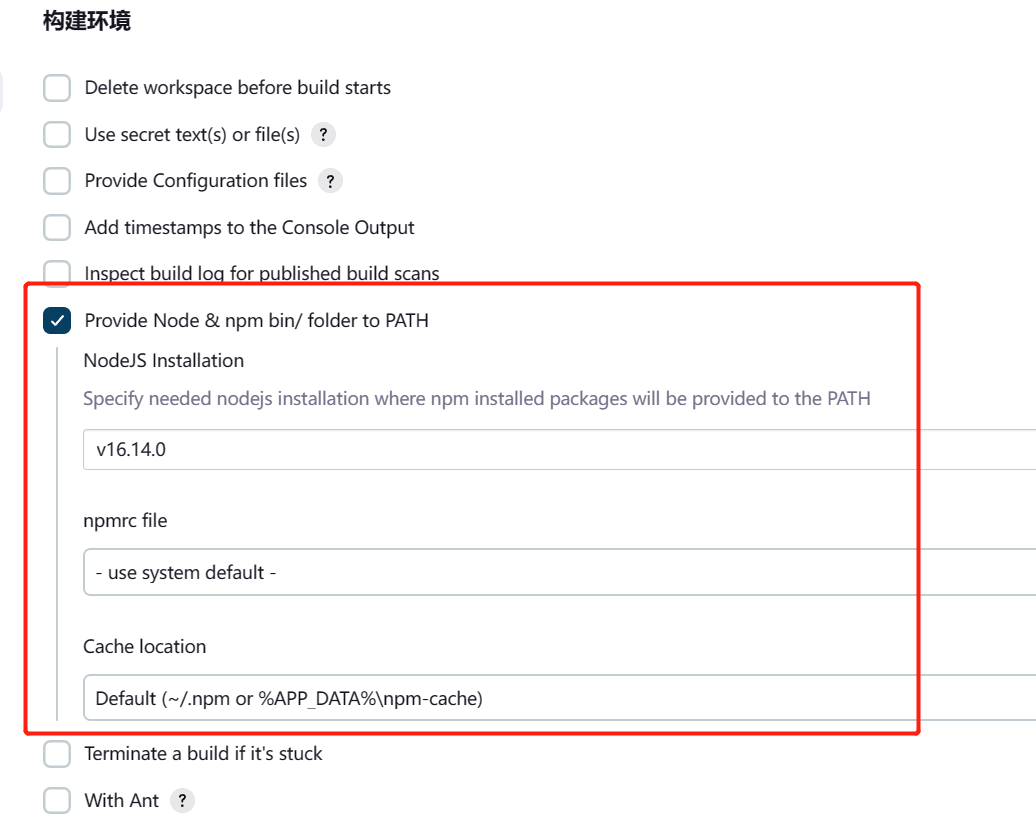 构建环境
Delete workspace before build starts
Use secret text(s) or file(s) ?
Provide Configuration files ?
Add timestamps to the Console Output
Inspect build log for published build scans
Provide Node & npm bin/ folder to PATH
NodeJS Installation
Specify needed nodejs installation where npm installed packages will be provided to the PATH
v16.14.0
npmrc file
- use system default -
Cache location
Default (~/.npm or %APP_DATA%\npm-cache)
Terminate a build if it's stuck
With Ant ?